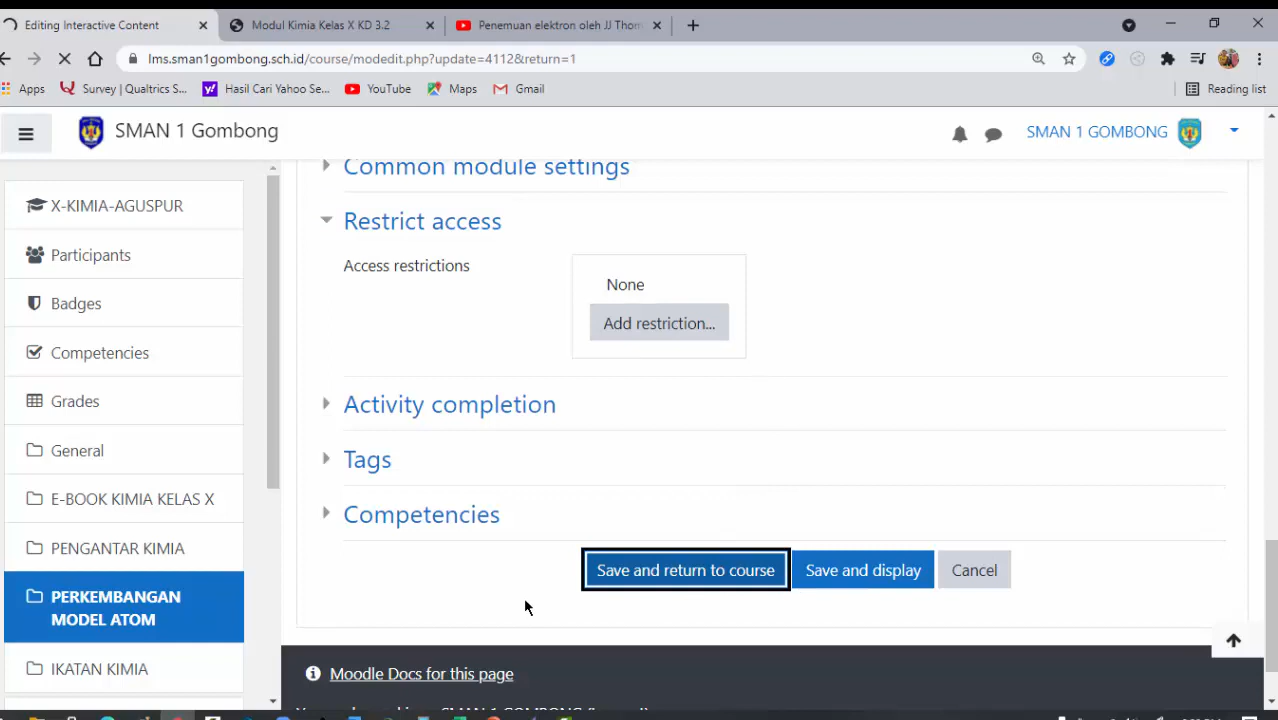 Editing Interactive Content
Modul Kimia Kelas X KD 3.2
Penemuan elektron oleh JJ Thom
lms.sman1gombong.sch.id/course/modedit.php?update=4112&return=1
Apps
Survey | Qualtrics S...
Hasil Cari Yahoo Se...
YouTube
Maps
Gmail
Reading list
SMAN 1 Gombong
SMAN 1 GOMBONG
X-KIMIA-AGUSPUR
Participants
Badges
Competencies
Grades
General
E-BOOK KIMIA KELAS X
PENGANTAR KIMIA
PERKEMBANGAN
MODEL ATOM
IKATAN KIMIA
Common module settings
Restrict access
Access restrictions
None
Add restriction...
Activity completion
Tags
Competencies
Save and return to course
Save and display
Cancel
Moodle Docs for this page